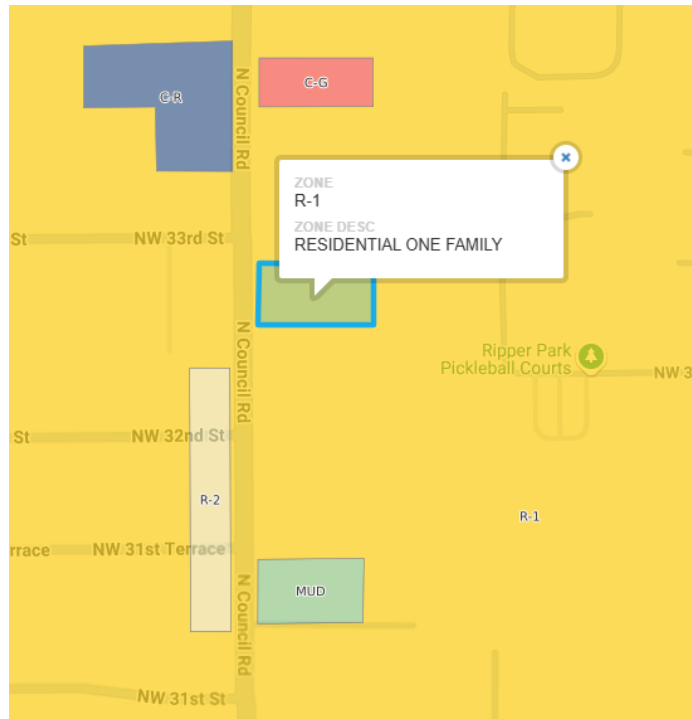 C-R
C-G
N Council Rd
ZONE
R-1
ZONE DESC
RESIDENTIAL ONE FAMILY
St
NW 33rd St
N Council Rd
Ripper Park
Pickleball Courts
NW 3
St
NW 32nd St
R-2
R-1
rrace
NW 31st Terrace
MUD
N Council Rd
NW 31st St